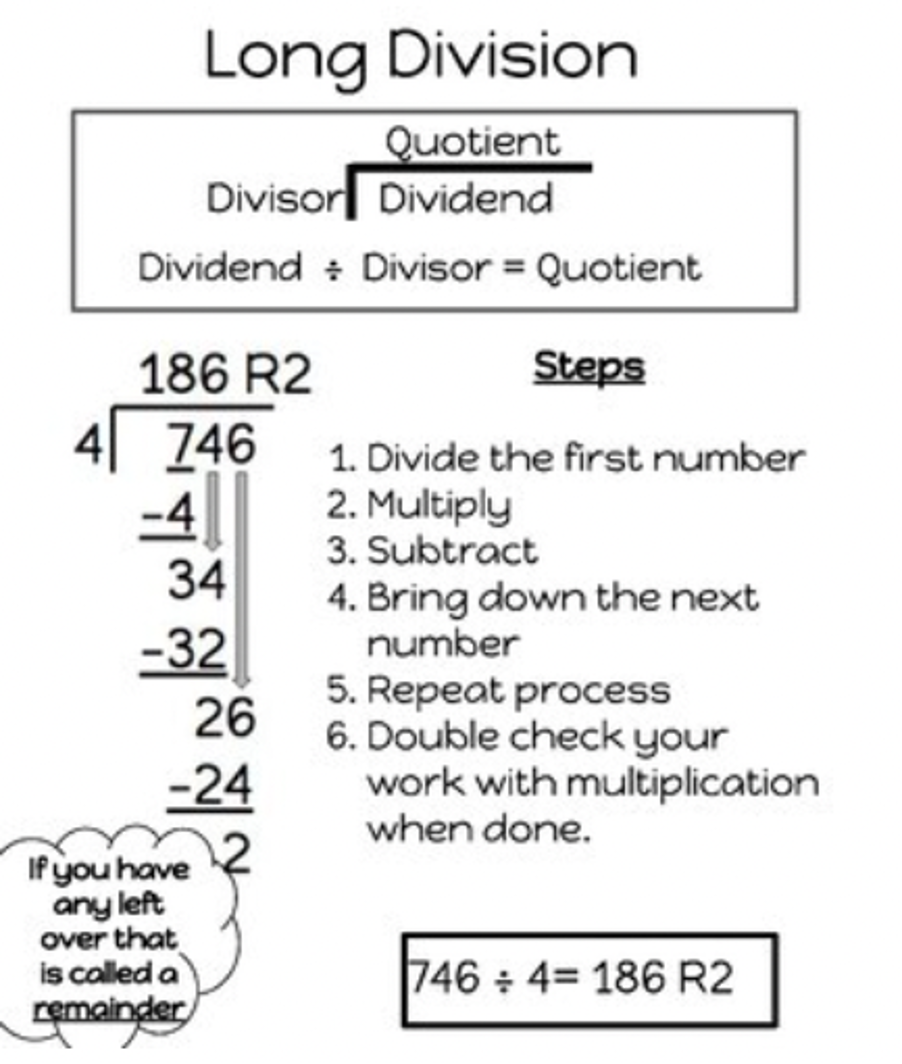 Long Division
Quotient
Divisor Dividend
Dividend ÷ Divisor = Quotient
186 R2
4 746
-4
34
-32
26
-24
2
If you have
any left
over that
is called a
remainder
Steps
1. Divide the first number
2. Multiply
3. Subtract
4. Bring down the next
number
5. Repeat process
6. Double check your
work with multiplication
when done.
746 ÷ 4= 186 R2